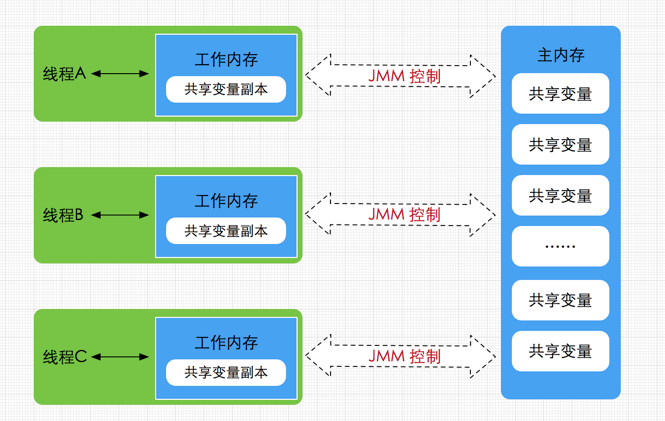 线程A
工作内存
共享变量副本
JMM 控制
线程B
工作内存
共享变量副本
JMM 控制
线程C
工作内存
共享变量副本
JMM 控制
主内存
共享变量
共享变量
共享变量
······
共享变量
共享变量